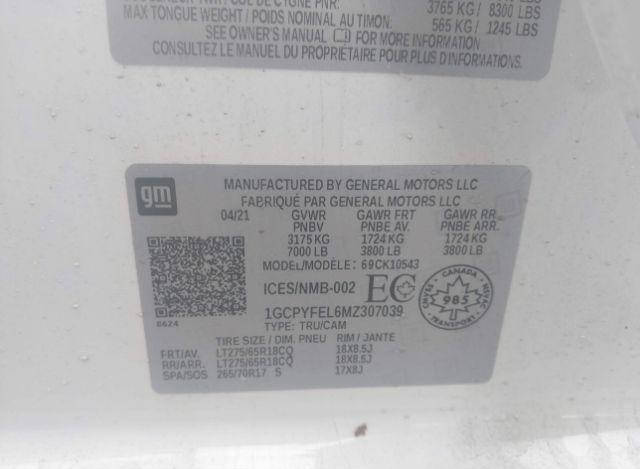 PNR: 3765 KG / 8300 LBS
MAX TONGUE WEIGHT / POIDS NOMINAL AU TIMON: 565 KG / 1245 LBS
SEE OWNER'S MANUAL FOR MORE INFORMATION
CONSULTEZ LE MANUEL DU PROPRIÉTAIRE POUR PLUS D'INFORMATIONS
gm
MANUFACTURED BY GENERAL MOTORS LLC
FABRIQUÉ PAR GENERAL MOTORS LLC
04/21 GVWR GAWR FRT GAWR RR
PNBV PNBE AV. PNBE ARR.
3175 KG 1724 KG 1724 KG
7000 LB 3800 LB 3800 LB
MODEL/MODÈLE: 69CK10543
ICES/NMB-002 EC
CANADA
985
TRANSPORT
1GCPYFEL6MZ307039
8624 TYPE: TRU/CAM
TIRE SIZE / DIM. PNEU RIM / JANTE
FRT/AV. LT275/65R18CQ 18X8.5J
RR/ARR. LT275/65R18CQ 18X8.5J
SPA/SOS 265/70R17 S 17X8J